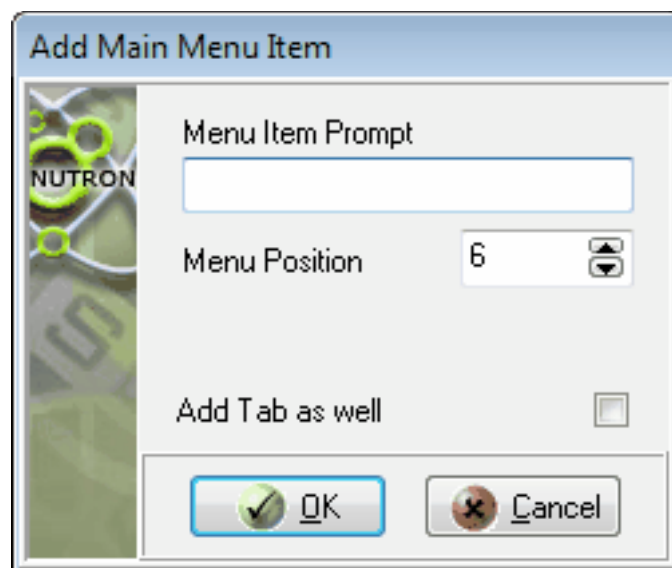 Add Main Menu Item
NUTRON
Menu Item Prompt
Menu Position
6
Add Tab as well
OK
Cancel